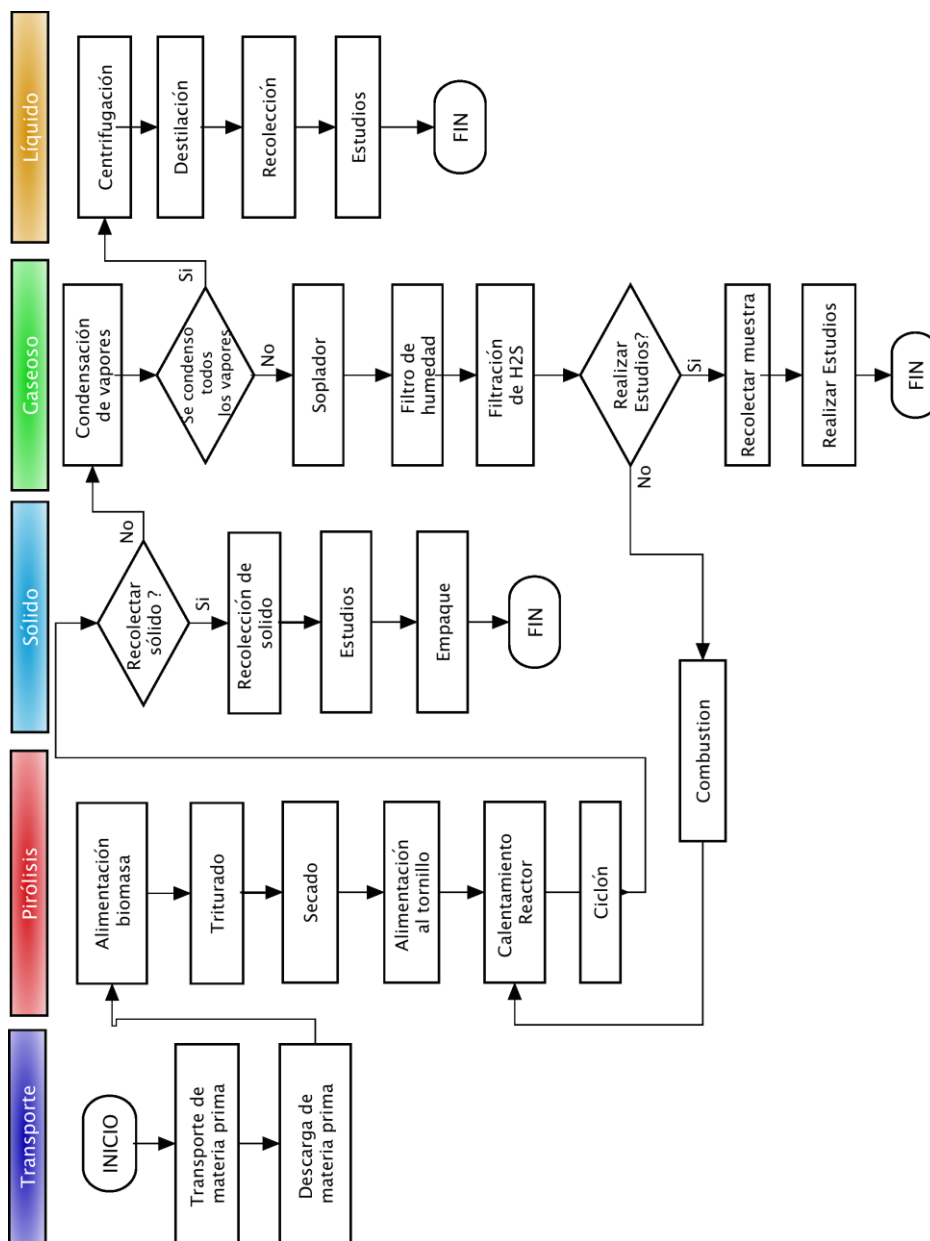 Transporte
INICIO
Transporte de
materia prima
Descarga de
materia prima
Pirólisis
Alimentación
biomasa
Triturado
Secado
Alimentación
al tornillo
Calentamiento
Reactor
Ciclón
Combustion
Sólido
Recolectar
sólido ?
No
Si
Recolección de
solido
Estudios
Empaque
FIN
Gaseoso
Condensación
de vapores
Se condenso
todos
los vapores
Si
No
Soplador
Filtro de
humedad
Filtración
de H2S
Realizar
Estudios?
No
Si
Recolectar muestra
Realizar Estudios
FIN
Líquido
Centrifugación
Destilación
Recolección
Estudios
FIN